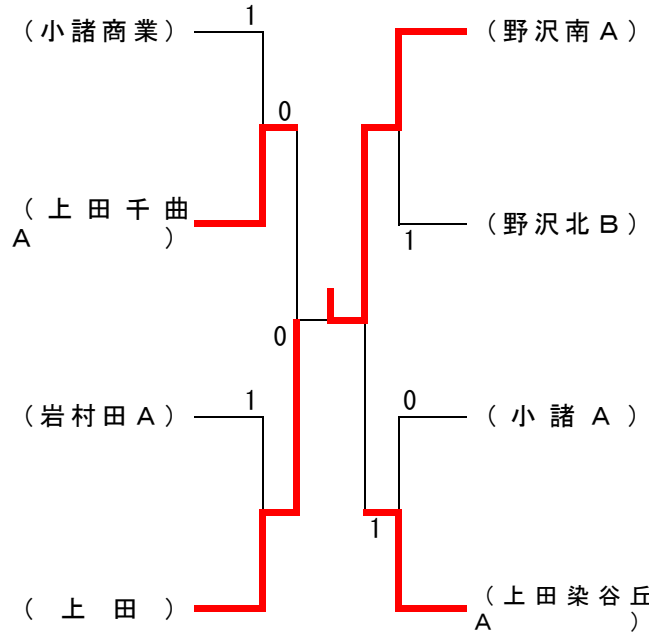 1
（小諸商業）
（野沢南Ａ）
0
（上田千曲
Ａ　　　　）
（野沢北Ｂ）
1
0
1
0
（岩村田Ａ）
（小諸Ａ）
1
（上田）
（上田染谷丘
Ａ　　　　）